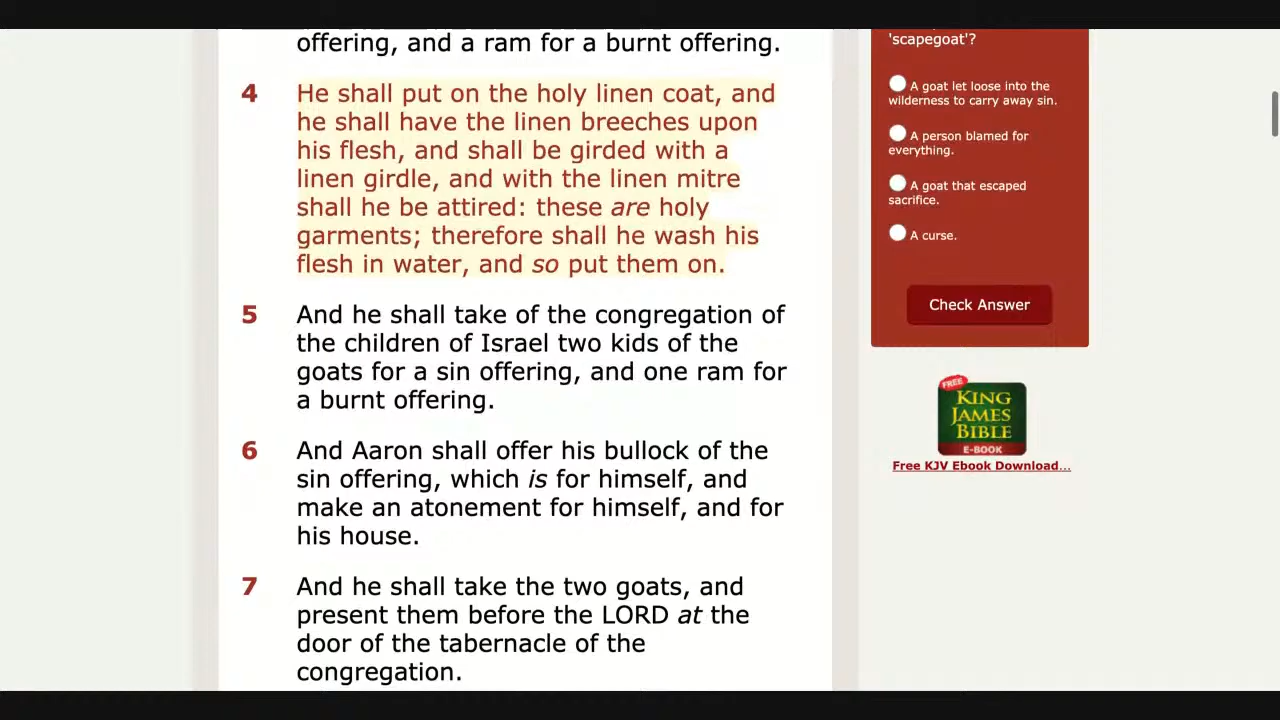 offering, and a ram for a burnt offering.
4 He shall put on the holy linen coat, and
he shall have the linen breeches upon
his flesh, and shall be girded with a
linen girdle, and with the linen mitre
shall he be attired: these are holy
garments; therefore shall he wash his
flesh in water, and so put them on.
5 And he shall take of the congregation of
the children of Israel two kids of the
goats for a sin offering, and one ram for
a burnt offering.
6 And Aaron shall offer his bullock of the
sin offering, which is for himself, and
make an atonement for himself, and for
his house.
7 And he shall take the two goats, and
present them before the LORD at the
door of the tabernacle of the
congregation.
'scapegoat'?
A goat let loose into the
wilderness to carry away sin.
A person blamed for
everything.
A goat that escaped
sacrifice.
A curse.
Check Answer
FREE
KING
JAMES
BIBLE
E-BOOK
Free KJV Ebook Download...